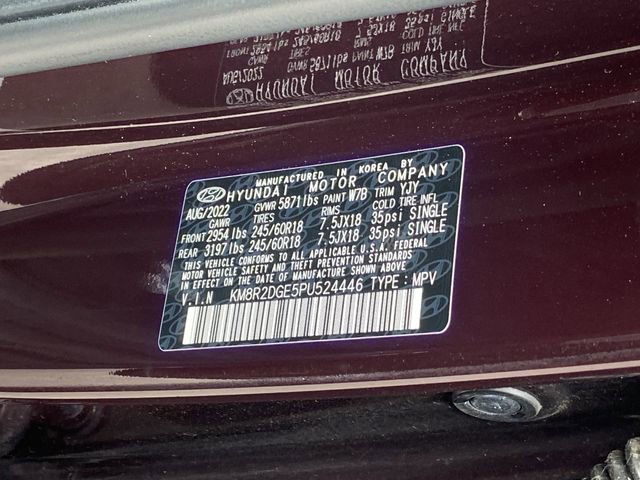 MANUFACTURED IN KOREA BY
HYUNDAI MOTOR COMPANY
AUG/2022 GVWR 5871lbs PAINT W7B TRIM YJY
GAWR TIRES RIMS COLD TIRE INFL
FRONT 2954lbs 245/60R18 7.5JX18 35psi SINGLE
REAR 3197lbs 245/60R18 7.5JX18 35psi SINGLE
THIS VEHICLE CONFORMS TO ALL APPLICABLE U.S.A. FEDERAL
MOTOR VEHICLE SAFETY AND THEFT PREVENTION STANDARDS
IN EFFECT ON THE DATE OF MANUFACTURE SHOWN ABOVE.
V.I.N KM8R2DGE5PU524446 TYPE : MPV